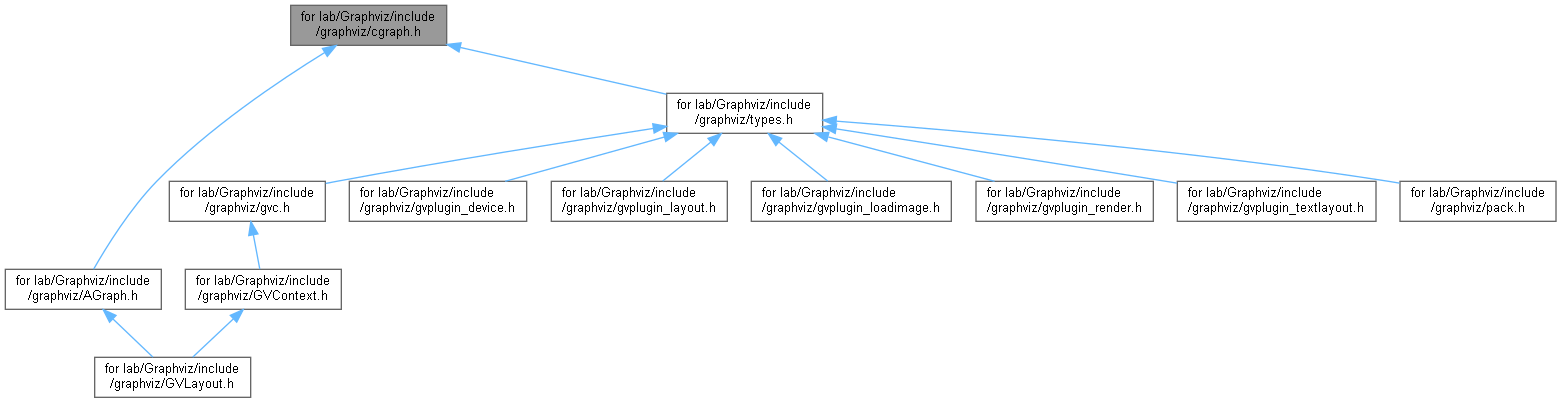 for lab/Graphviz/include
/graphviz/cgraph.h
for lab/Graphviz/include
/graphviz/types.h
for lab/Graphviz/include
/graphviz/gvc.h
for lab/Graphviz/include
/graphviz/gvplugin_device.h
for lab/Graphviz/include
/graphviz/gvplugin_layout.h
for lab/Graphviz/include
/graphviz/gvplugin_loadimage.h
for lab/Graphviz/include
/graphviz/gvplugin_render.h
for lab/Graphviz/include
/graphviz/gvplugin_textlayout.h
for lab/Graphviz/include
/graphviz/pack.h
for lab/Graphviz/include
/graphviz/AGraph.h
for lab/Graphviz/include
/graphviz/GVContext.h
for lab/Graphviz/include
/graphviz/GVLayout.h